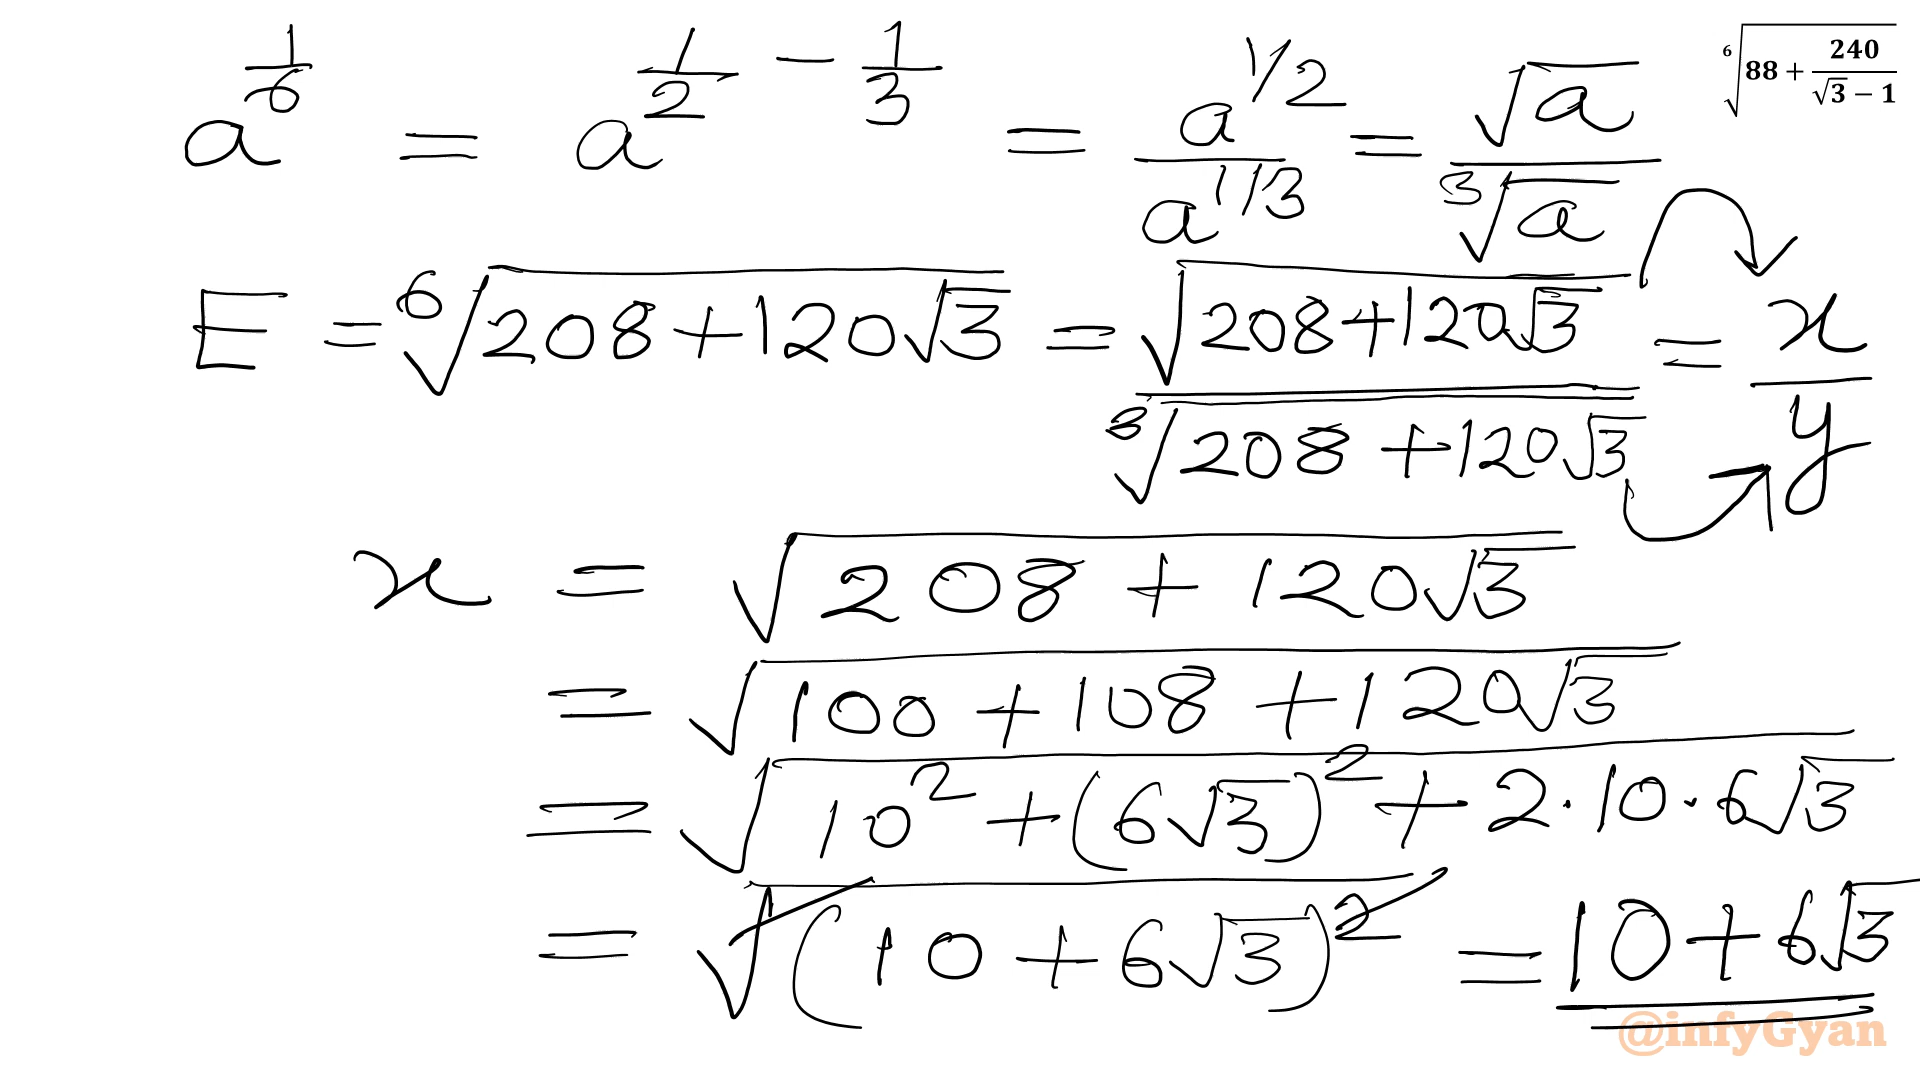 a^{1/6} = a^{1/2 - 1/3} = a^{1/2} / a^{1/3} = √a / ∛a
⁶√(88 + 240/(√3 − 1))
E = ⁶√(208 + 120√3) = √(208 + 120√3) / ∛(208 + 120√3) = x / y
x = √(208 + 120√3)
= √(100 + 108 + 120√3)
= √(10² + (6√3)² + 2·10·6√3)
= √((10 + 6√3)²) = 10 + 6√3
@infyGyan